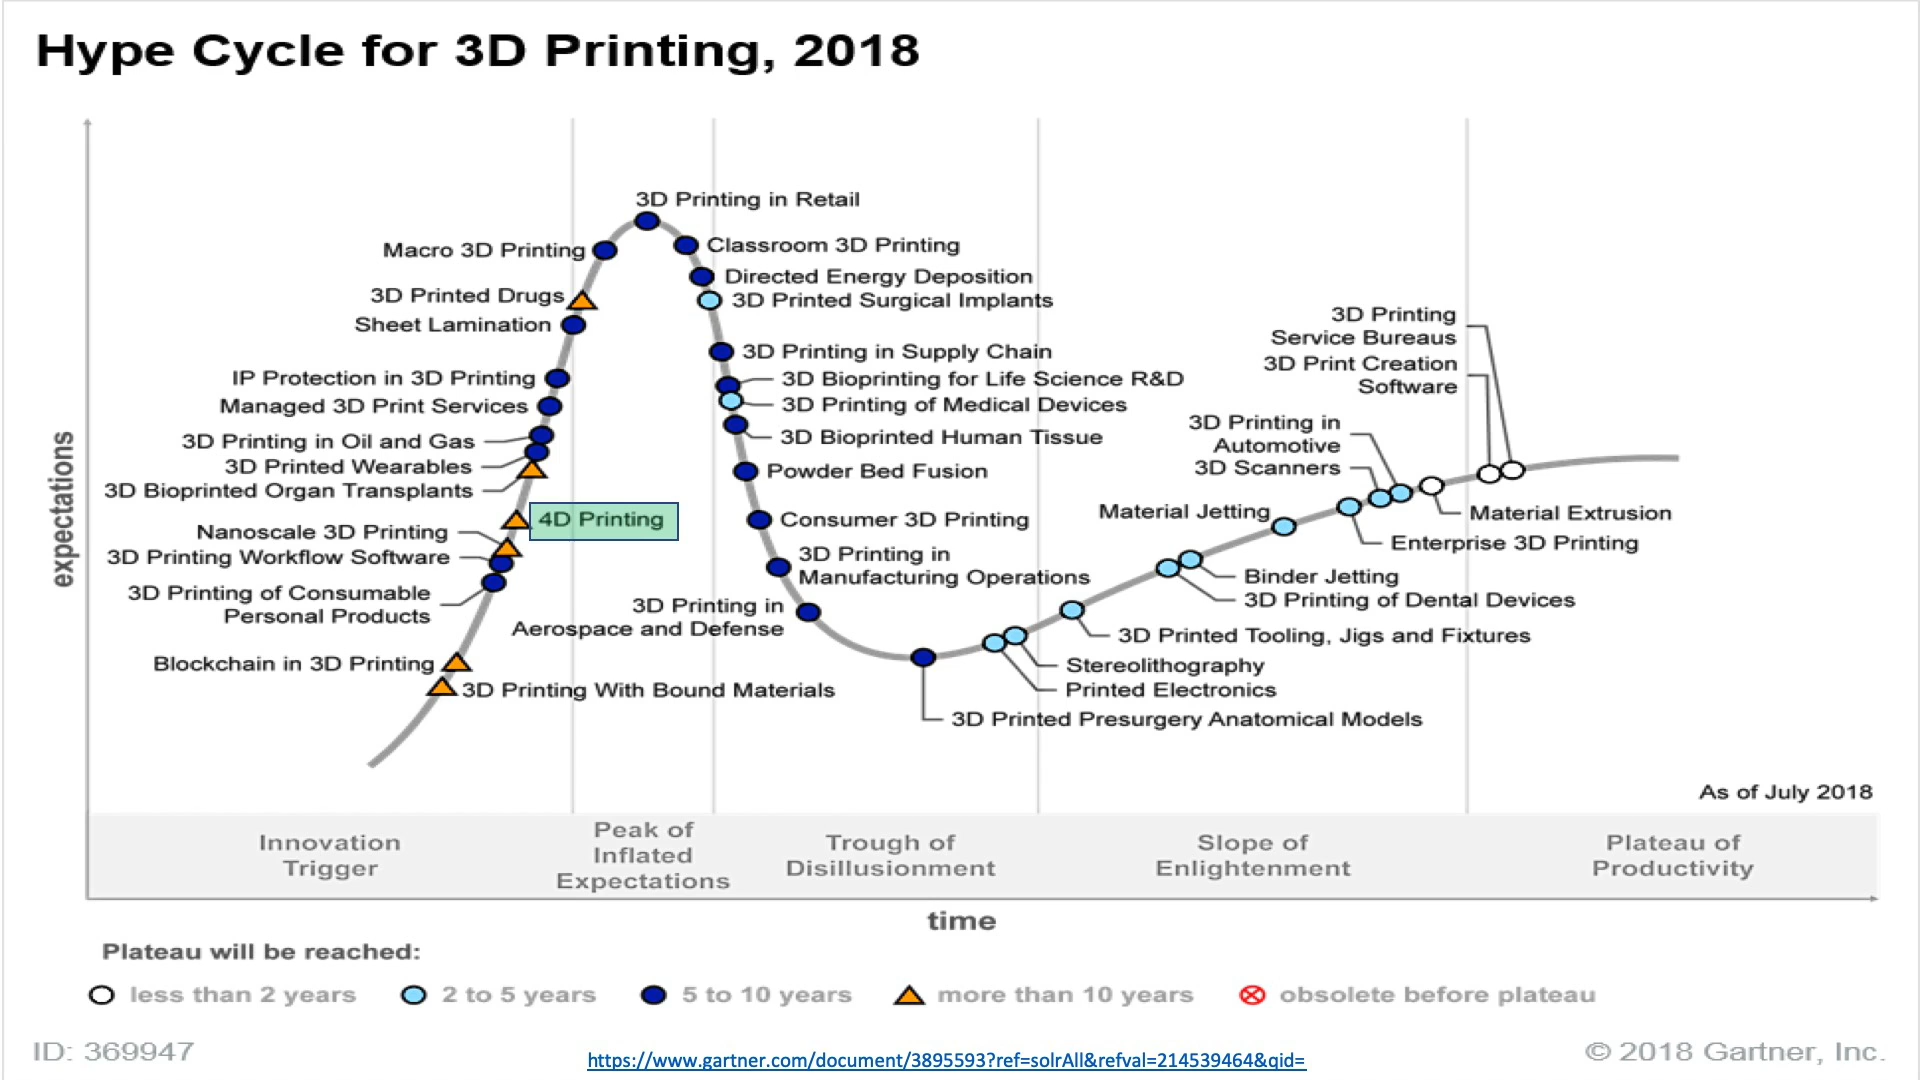 Hype Cycle for 3D Printing, 2018
expectations
3D Printing in Retail
Macro 3D Printing
Classroom 3D Printing
Directed Energy Deposition
3D Printed Drugs
3D Printed Surgical Implants
Sheet Lamination
3D Printing in Supply Chain
IP Protection in 3D Printing
3D Bioprinting for Life Science R&D
Managed 3D Print Services
3D Printing of Medical Devices
3D Printing in Oil and Gas
3D Bioprinted Human Tissue
3D Printed Wearables
Powder Bed Fusion
3D Bioprinted Organ Transplants
4D Printing
Consumer 3D Printing
Nanoscale 3D Printing
3D Printing Workflow Software
3D Printing in
Manufacturing Operations
3D Printing of Consumable
Personal Products
3D Printing in
Aerospace and Defense
Blockchain in 3D Printing
3D Printing With Bound Materials
3D Printing
Service Bureaus
3D Print Creation
Software
3D Printing in
Automotive
3D Scanners
Material Jetting
Material Extrusion
Enterprise 3D Printing
Binder Jetting
3D Printing of Dental Devices
3D Printed Tooling, Jigs and Fixtures
Stereolithography
Printed Electronics
3D Printed Presurgery Anatomical Models
As of July 2018
Innovation
Trigger
Peak of
Inflated
Expectations
Trough of
Disillusionment
Slope of
Enlightenment
Plateau of
Productivity
time
Plateau will be reached:
less than 2 years
2 to 5 years
5 to 10 years
more than 10 years
obsolete before plateau
ID: 369947
https://www.gartner.com/document/3895593?ref=solrAll&refval=214539464&qid=
© 2018 Gartner, Inc.